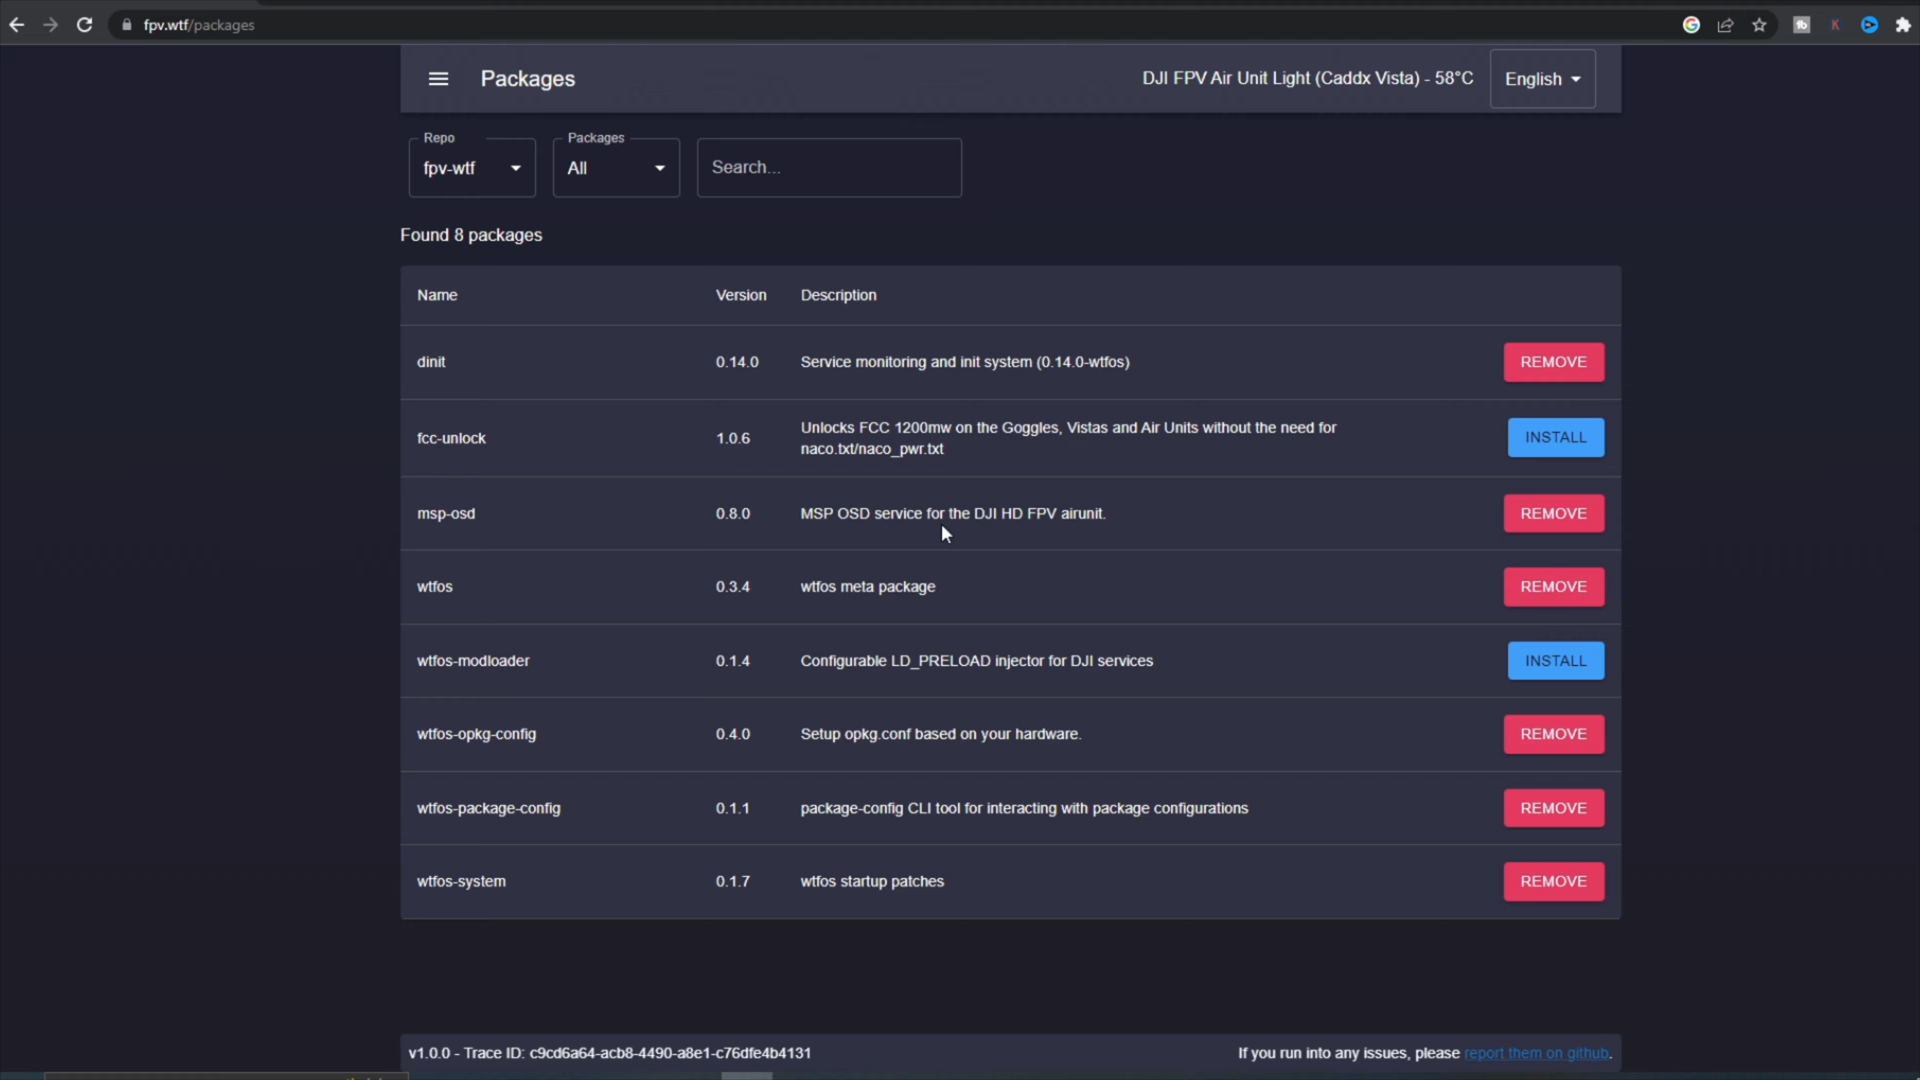 fpv.wtf/packages
Packages
DJI FPV Air Unit Light (Caddx Vista) - 58°C
English
Repo
fpv-wtf
Packages
All
Search...
Found 8 packages
Name Version Description
dinit 0.14.0 Service monitoring and init system (0.14.0-wtfos) REMOVE
fcc-unlock 1.0.6 Unlocks FCC 1200mw on the Goggles, Vistas and Air Units without the need for
naco.txt/naco_pwr.txt INSTALL
msp-osd 0.8.0 MSP OSD service for the DJI HD FPV airunit. REMOVE
wtfos 0.3.4 wtfos meta package REMOVE
wtfos-modloader 0.1.4 Configurable LD_PRELOAD injector for DJI services INSTALL
wtfos-opkg-config 0.4.0 Setup opkg.conf based on your hardware. REMOVE
wtfos-package-config 0.1.1 package-config CLI tool for interacting with package configurations REMOVE
wtfos-system 0.1.7 wtfos startup patches REMOVE
v1.0.0 - Trace ID: c9cd6a64-acb8-4490-a8e1-c76dfe4b4131
If you run into any issues, please report them on github.